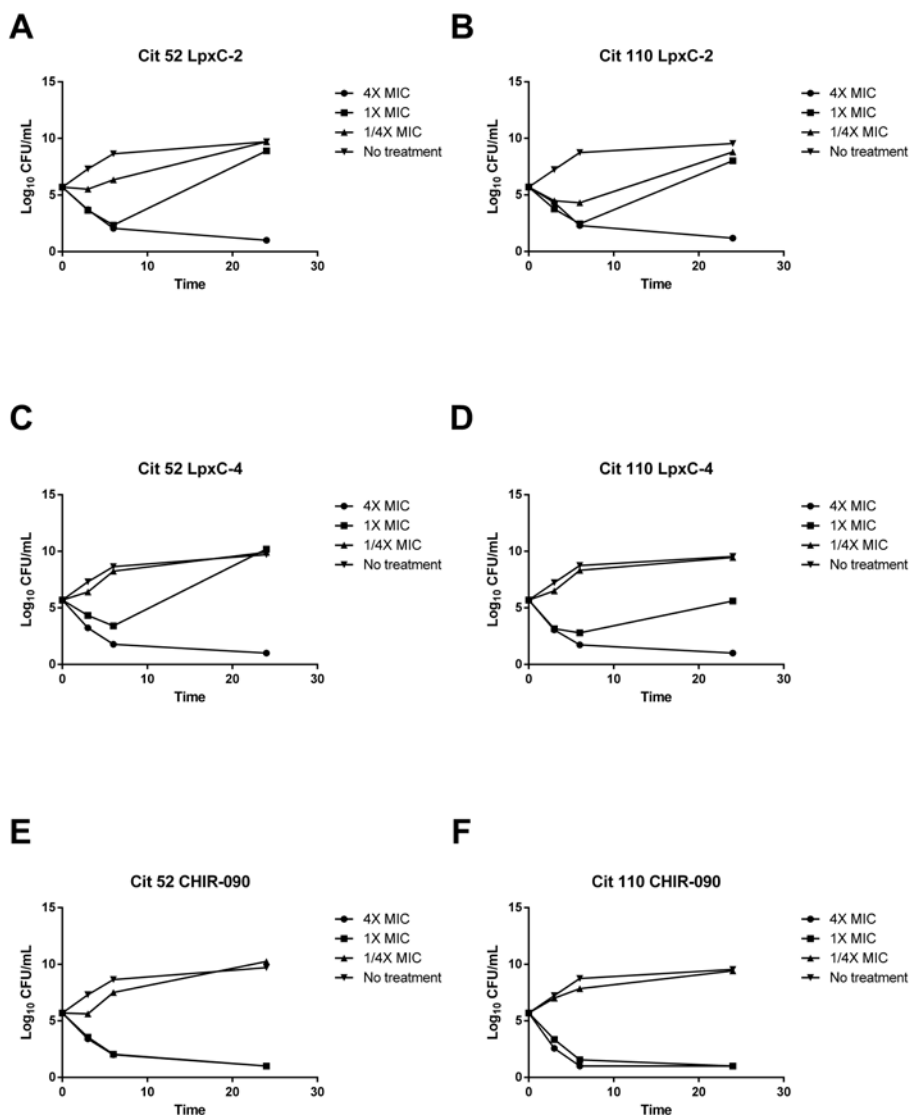 A
Cit 52 LpxC-2
15
10
5
0
0 10 20 30
Log10 CFU/mL
Time
4X MIC
1X MIC
1/4X MIC
No treatment
B
Cit 110 LpxC-2
15
10
5
0
0 10 20 30
Log10 CFU/mL
Time
4X MIC
1X MIC
1/4X MIC
No treatment
C
Cit 52 LpxC-4
15
10
5
0
0 10 20 30
Log10 CFU/mL
Time
4X MIC
1X MIC
1/4X MIC
No treatment
D
Cit 110 LpxC-4
15
10
5
0
0 10 20 30
Log10 CFU/mL
Time
4X MIC
1X MIC
1/4X MIC
No treatment
E
Cit 52 CHIR-090
15
10
5
0
0 10 20 30
Log10 CFU/mL
Time
4X MIC
1X MIC
1/4X MIC
No treatment
F
Cit 110 CHIR-090
15
10
5
0
0 10 20 30
Log10 CFU/mL
Time
4X MIC
1X MIC
1/4X MIC
No treatment